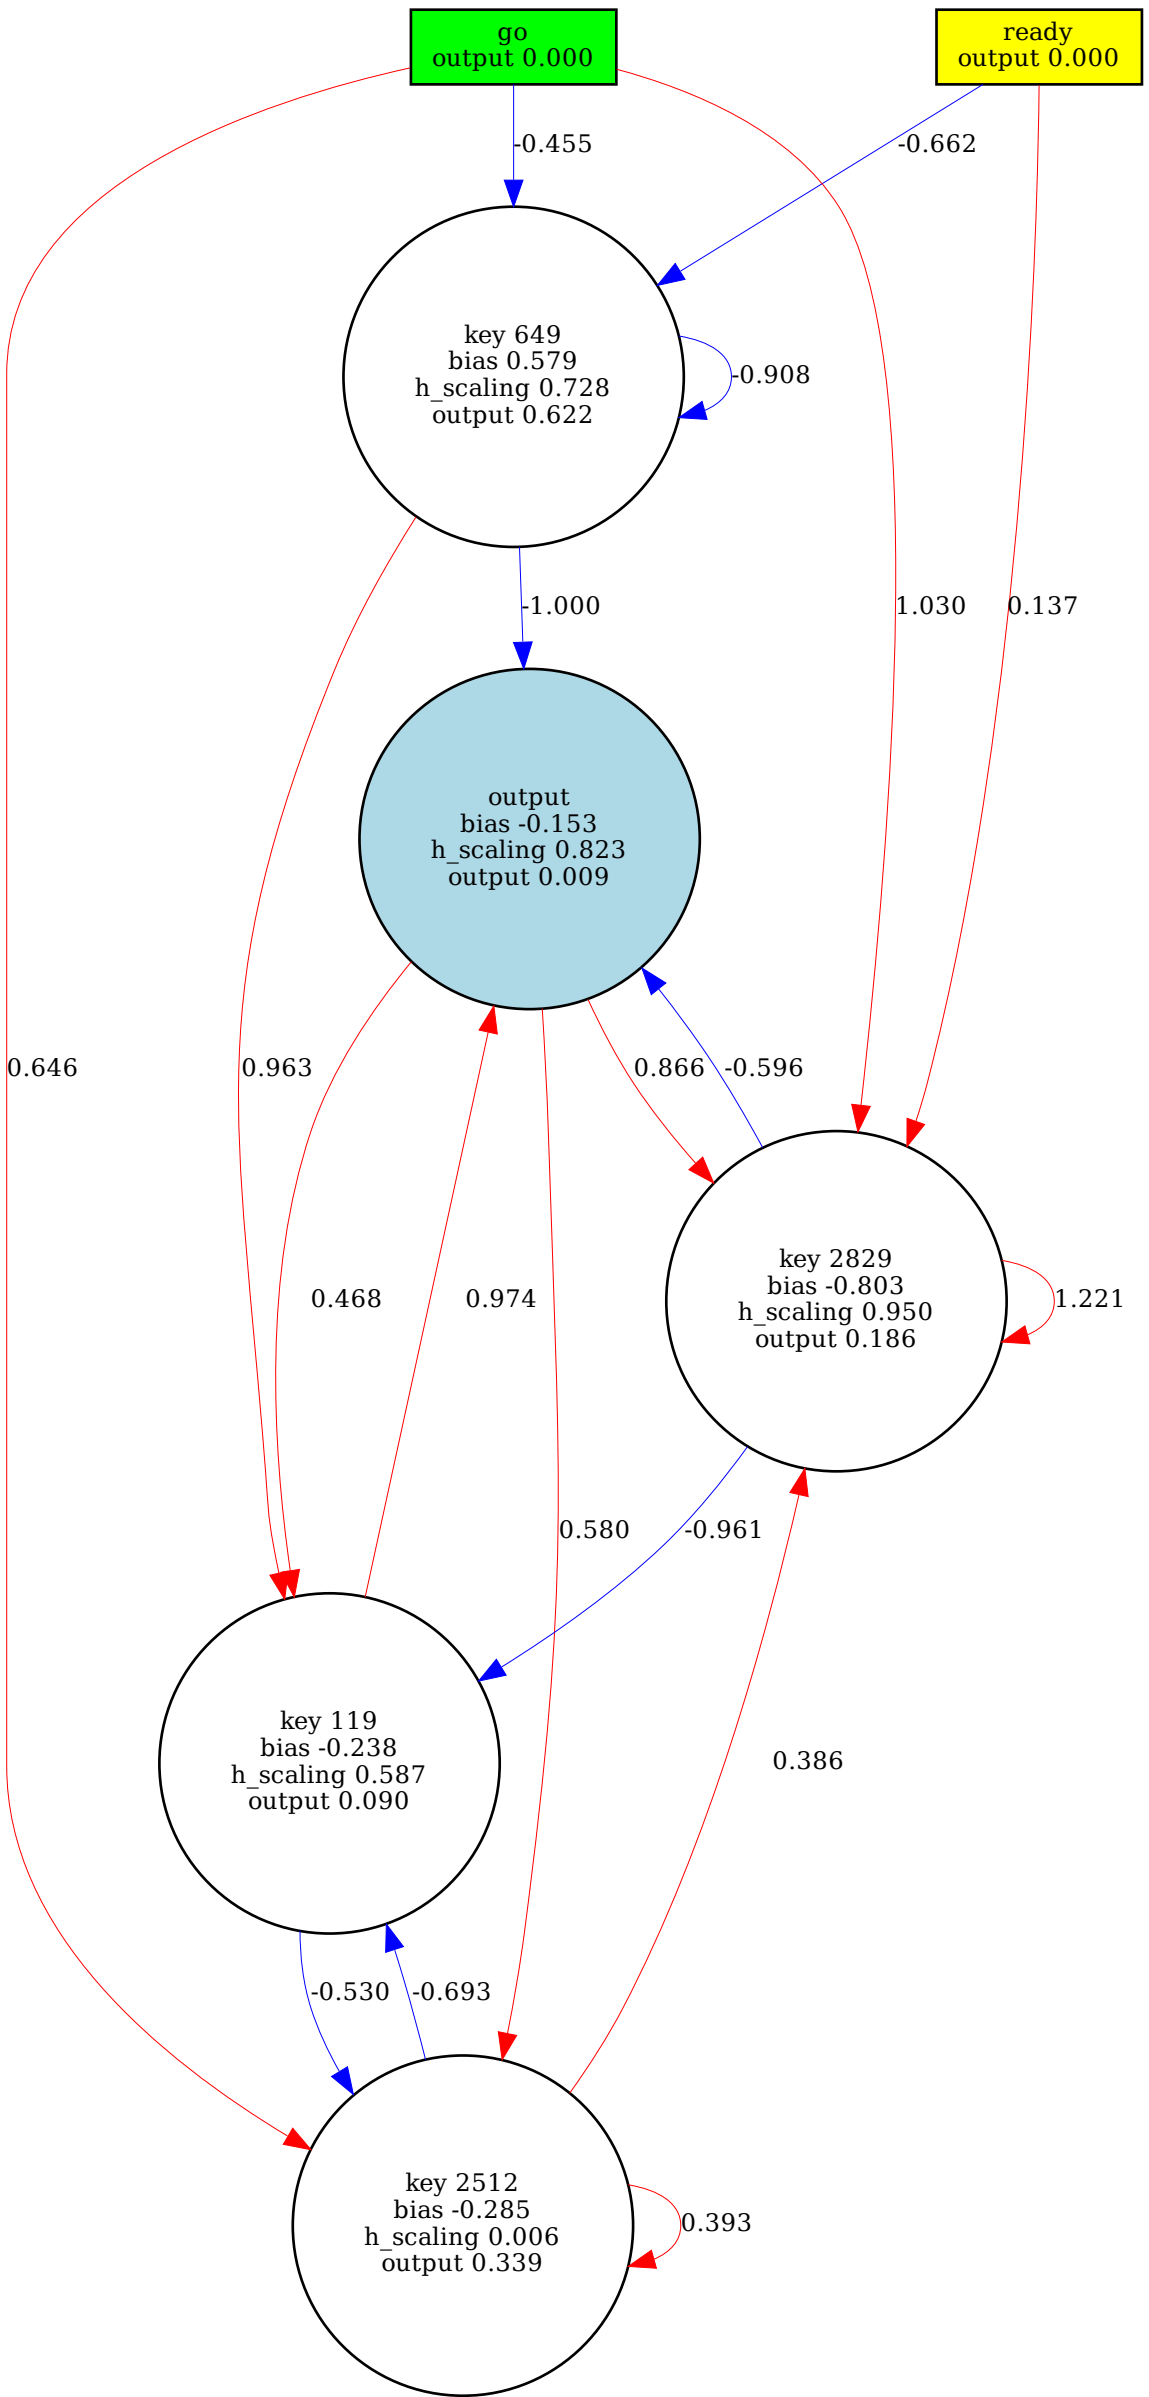 go
output 0.000
ready
output 0.000
-0.455
-0.662
key 649
bias 0.579
h_scaling 0.728
output 0.622
-0.908
-1.000
1.030
0.137
output
bias -0.153
h_scaling 0.823
output 0.009
0.646
0.963
0.866
-0.596
0.468
0.974
key 2829
bias -0.803
h_scaling 0.950
output 0.186
1.221
0.580
-0.961
key 119
bias -0.238
h_scaling 0.587
output 0.090
0.386
-0.530
-0.693
key 2512
bias -0.285
h_scaling 0.006
output 0.339
0.393